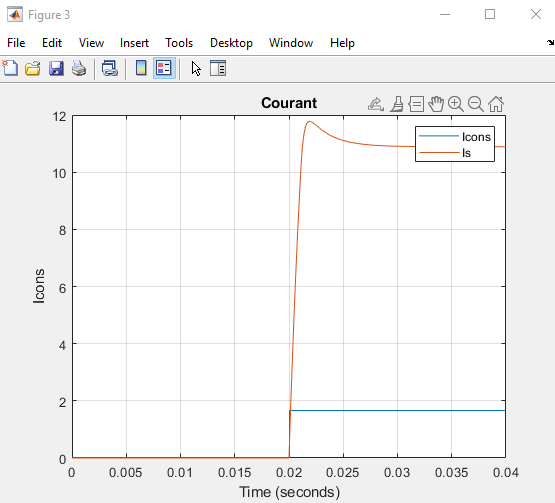 Figure 3
File Edit View Insert Tools Desktop Window Help
Courant
Icons
Is
12
10
8
6
4
2
0
Icons
0 0.005 0.01 0.015 0.02 0.025 0.03 0.035 0.04
Time (seconds)